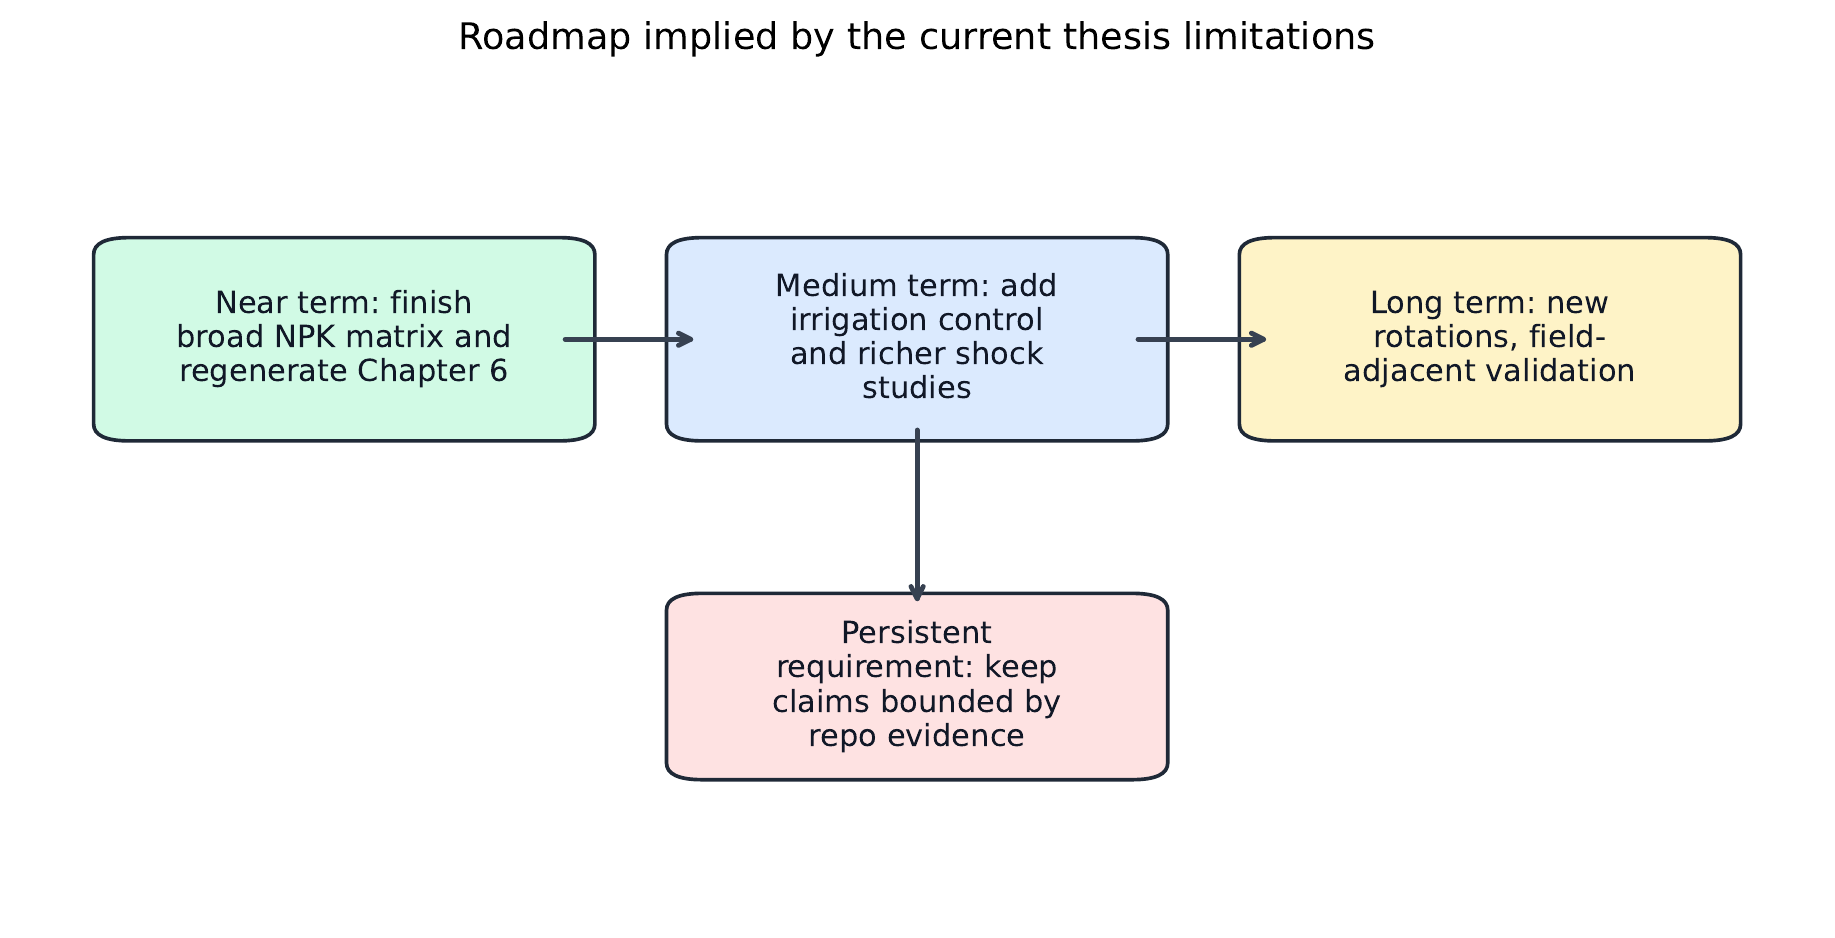 Roadmap implied by the current thesis limitations
Near term: finish
broad NPK matrix and
regenerate Chapter 6
Medium term: add
irrigation control
and richer shock
studies
Long term: new
rotations, field-
adjacent validation
Persistent
requirement: keep
claims bounded by
repo evidence